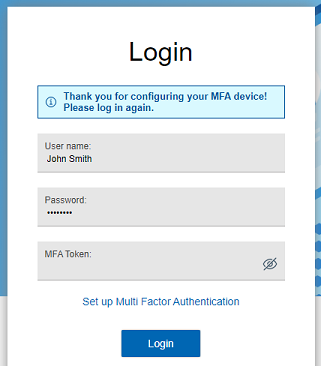 Login
Thank you for configuring your MFA device!
Please log in again.
User name:
John Smith
Password:
••••••••
MFA Token:
Set up Multi Factor Authentication
Login